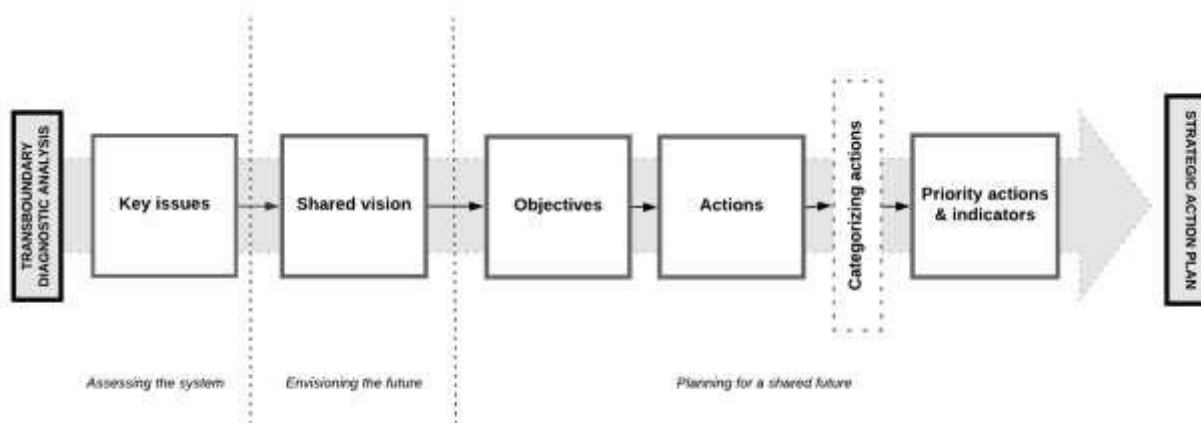 TRANSBOUNDARY
DIAGNOSTIC ANALYSIS
Key issues
Shared vision
Objectives
Actions
Categorizing actions
Priority actions
& indicators
STRATEGIC ACTION PLAN
Assessing the system
Envisioning the future
Planning for a shared future